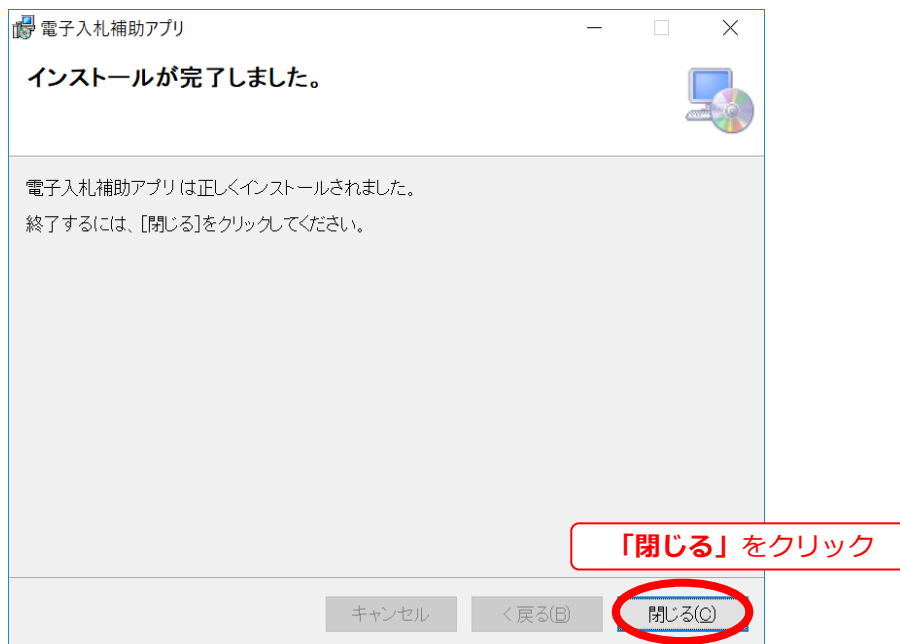 電子入札補助アプリ
インストールが完了しました。
電子入札補助アプリは正しくインストールされました。
終了するには、[閉じる]をクリックしてください。
「閉じる」をクリック
キャンセル
< 戻る(B)
閉じる(C)